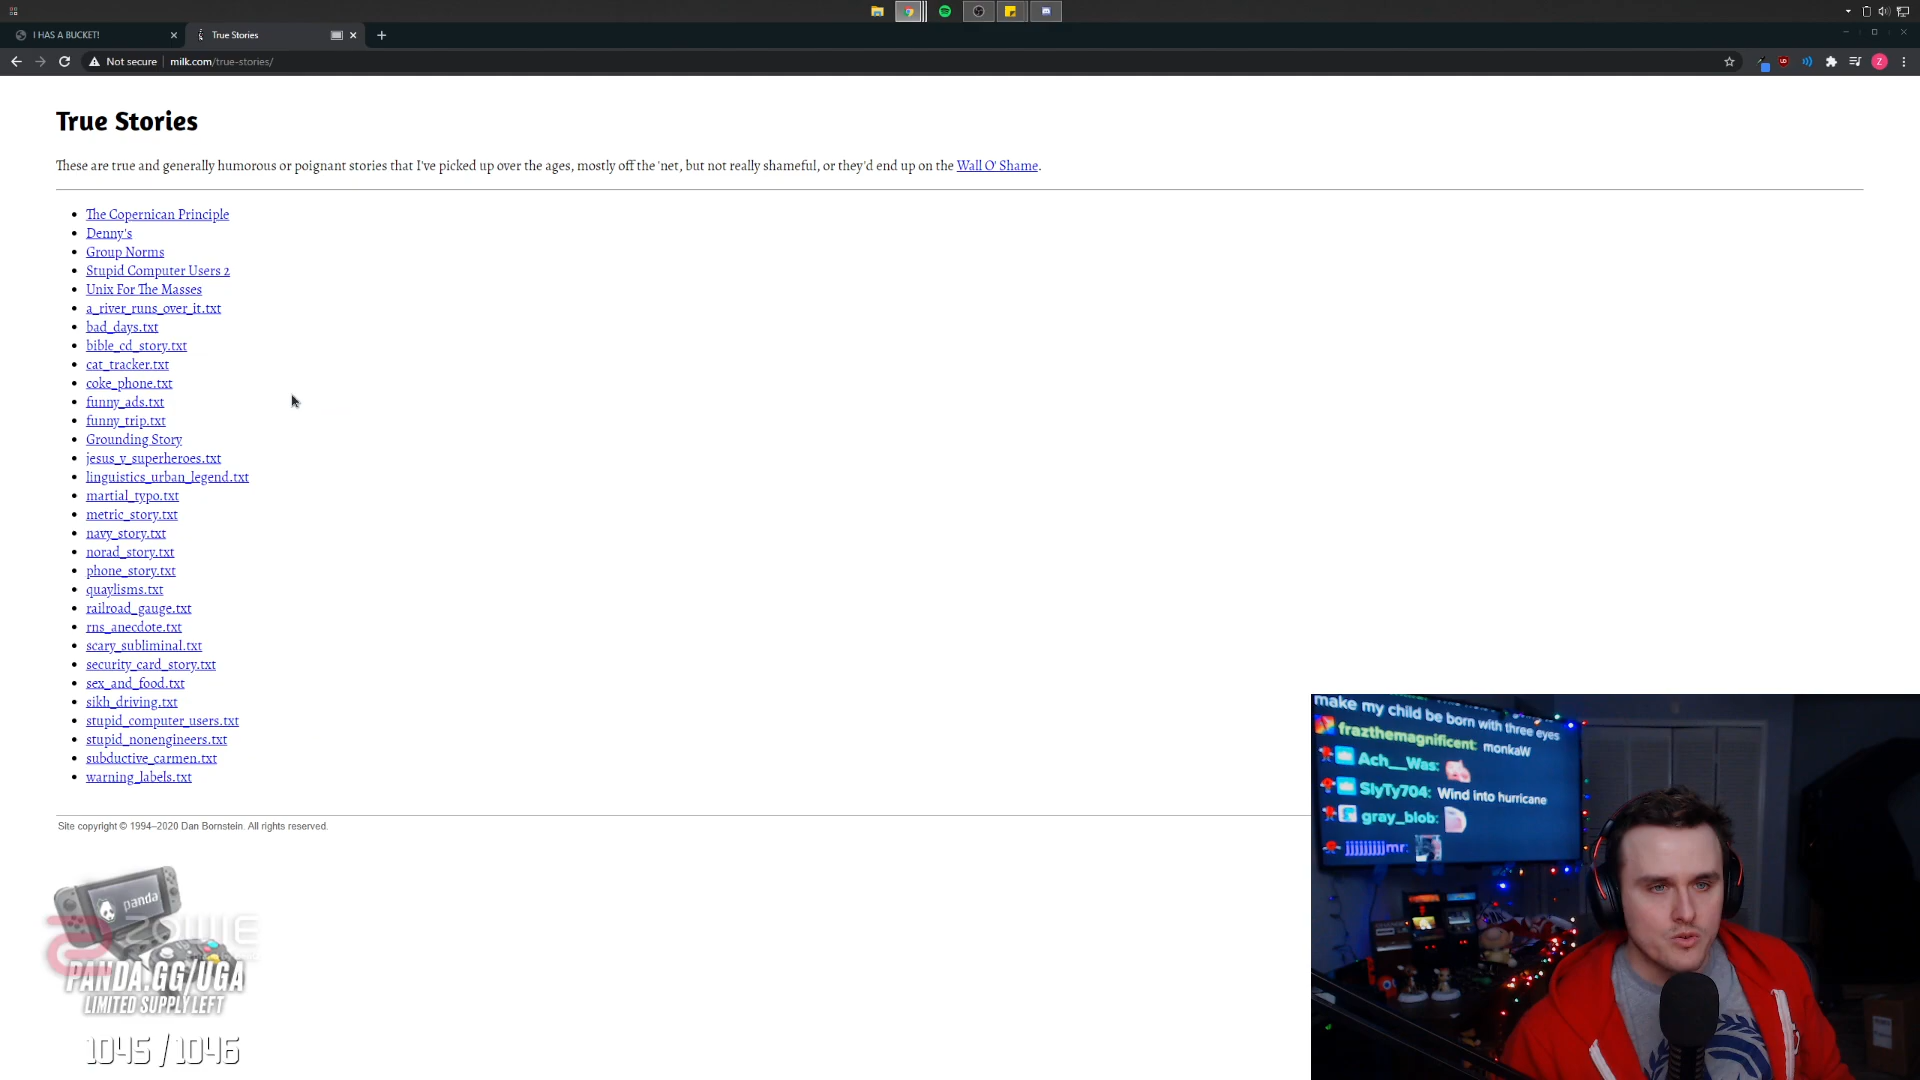 I HAS A BUCKET!
True Stories
Not secure
milk.com/true-stories/
Z
True Stories
These are true and generally humorous or poignant stories that I've picked up over the ages, mostly off the 'net, but not really shameful, or they'd end up on the Wall O' Shame.
The Copernican Principle
Denny's
Group Norms
Stupid Computer Users 2
Unix For The Masses
a_river_runs_over_it.txt
bad_days.txt
bible_cd_story.txt
cat_tracker.txt
coke_phone.txt
funny_ads.txt
funny_trip.txt
Grounding Story
jesus_v_superheroes.txt
linguistics_urban_legend.txt
martial_typo.txt
metric_story.txt
navy_story.txt
norad_story.txt
phone_story.txt
quaylisms.txt
railroad_gauge.txt
rns_anecdote.txt
scary_subliminal.txt
security_card_story.txt
sex_and_food.txt
sikh_driving.txt
stupid_computer_users.txt
stupid_nonengineers.txt
subductive_carmen.txt
warning_labels.txt
Site copyright © 1994–2020 Dan Bornstein. All rights reserved.
panda
ZOWIE
PANDA.GG/UGA
LIMITED SUPPLY LEFT
1045 / 1046
make my child be born with three eyes
frazthemagnificent: monkaW
Ach__Was:
SlyTy704: Wind into hurricane
gray_blob: